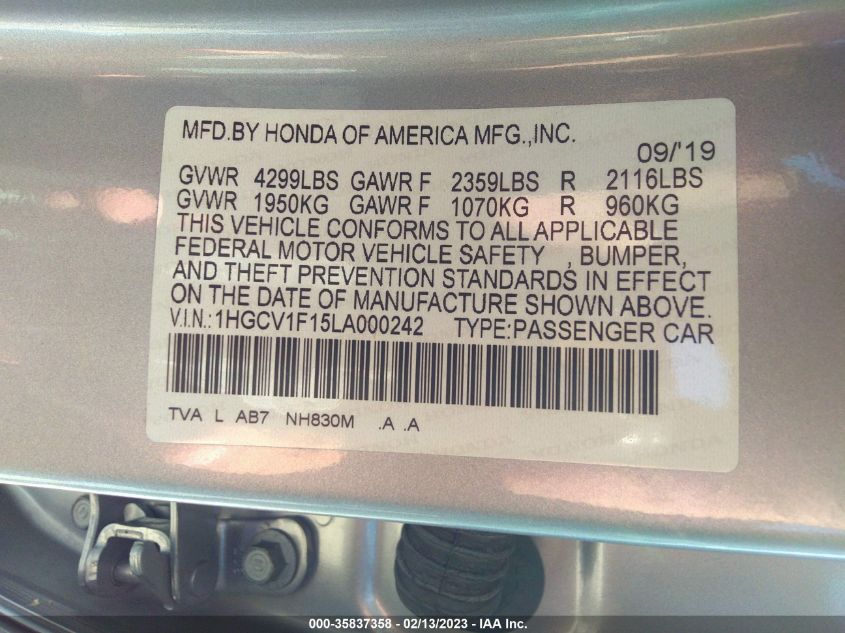 MFD.BY HONDA OF AMERICA MFG.,INC.
09/'19
GVWR 4299LBS GAWR F 2359LBS R 2116LBS
GVWR 1950KG GAWR F 1070KG R 960KG
THIS VEHICLE CONFORMS TO ALL APPLICABLE
FEDERAL MOTOR VEHICLE SAFETY , BUMPER,
AND THEFT PREVENTION STANDARDS IN EFFECT
ON THE DATE OF MANUFACTURE SHOWN ABOVE.
V.I.N.:1HGCV1F15LA000242 TYPE:PASSENGER CAR
TVA L AB7 NH830M .A .A
000-35837358 - 02/13/2023 - IAA Inc.